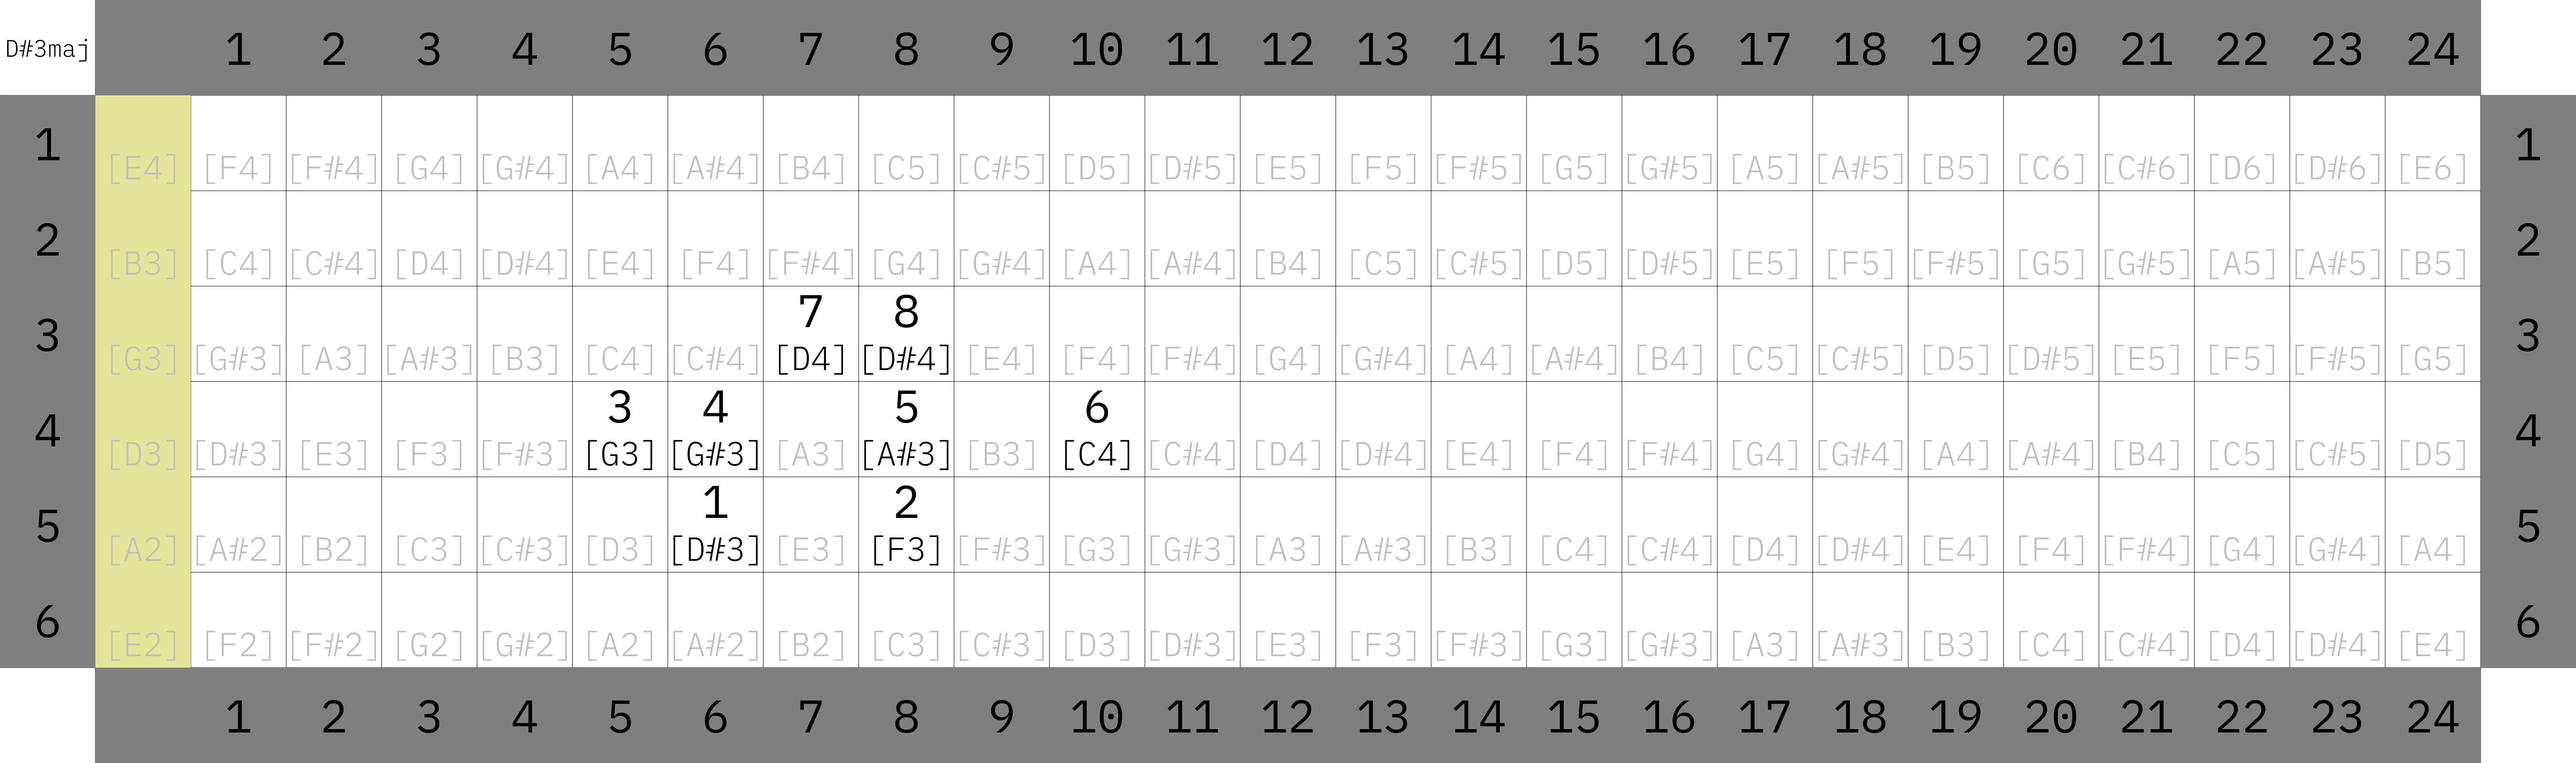 D#3maj 1 2 3 4 5 6 7 8 9 10 11 12 13 14 15 16 17 18 19 20 21 22 23 24
1 [E4] [F4] [F#4] [G4] [G#4] [A4] [A#4] [B4] [C5] [C#5] [D5] [D#5] [E5] [F5] [F#5] [G5] [G#5] [A5] [A#5] [B5] [C6] [C#6] [D6] [D#6] [E6] 1
2 [B3] [C4] [C#4] [D4] [D#4] [E4] [F4] [F#4] [G4] [G#4] [A4] [A#4] [B4] [C5] [C#5] [D5] [D#5] [E5] [F5] [F#5] [G5] [G#5] [A5] [A#5] [B5] 2
7 8
3 [G3] [G#3] [A3] [A#3] [B3] [C4] [C#4] [D4] [D#4] [E4] [F4] [F#4] [G4] [G#4] [A4] [A#4] [B4] [C5] [C#5] [D5] [D#5] [E5] [F5] [F#5] [G5] 3
3 4 5 6
4 [D3] [D#3] [E3] [F3] [F#3] [G3] [G#3] [A3] [A#3] [B3] [C4] [C#4] [D4] [D#4] [E4] [F4] [F#4] [G4] [G#4] [A4] [A#4] [B4] [C5] [C#5] [D5] 4
1 2
5 [A2] [A#2] [B2] [C3] [C#3] [D3] [D#3] [E3] [F3] [F#3] [G3] [G#3] [A3] [A#3] [B3] [C4] [C#4] [D4] [D#4] [E4] [F4] [F#4] [G4] [G#4] [A4] 5
6 [E2] [F2] [F#2] [G2] [G#2] [A2] [A#2] [B2] [C3] [C#3] [D3] [D#3] [E3] [F3] [F#3] [G3] [G#3] [A3] [A#3] [B3] [C4] [C#4] [D4] [D#4] [E4] 6
1 2 3 4 5 6 7 8 9 10 11 12 13 14 15 16 17 18 19 20 21 22 23 24